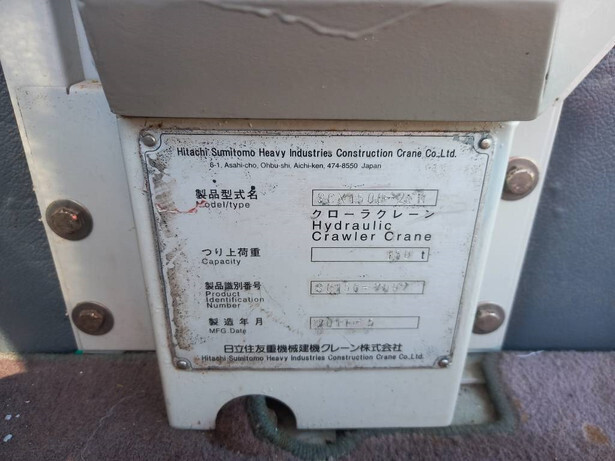 Hitachi Sumitomo Heavy Industries Construction Crane Co.,Ltd.
6-1, Asahi-cho, Ohbu-shi, Aichi-ken, 474-8550 Japan
製品型式名
Model/type
クローラクレーン
Hydraulic
Crawler Crane
つり上荷重
Capacity
t
製品識別番号
Product
Identification
Number
製造年月
MFG.Date
日立住友重機械建機クレーン株式会社
Hitachi Sumitomo Heavy Industries Construction Crane Co.,Ltd.